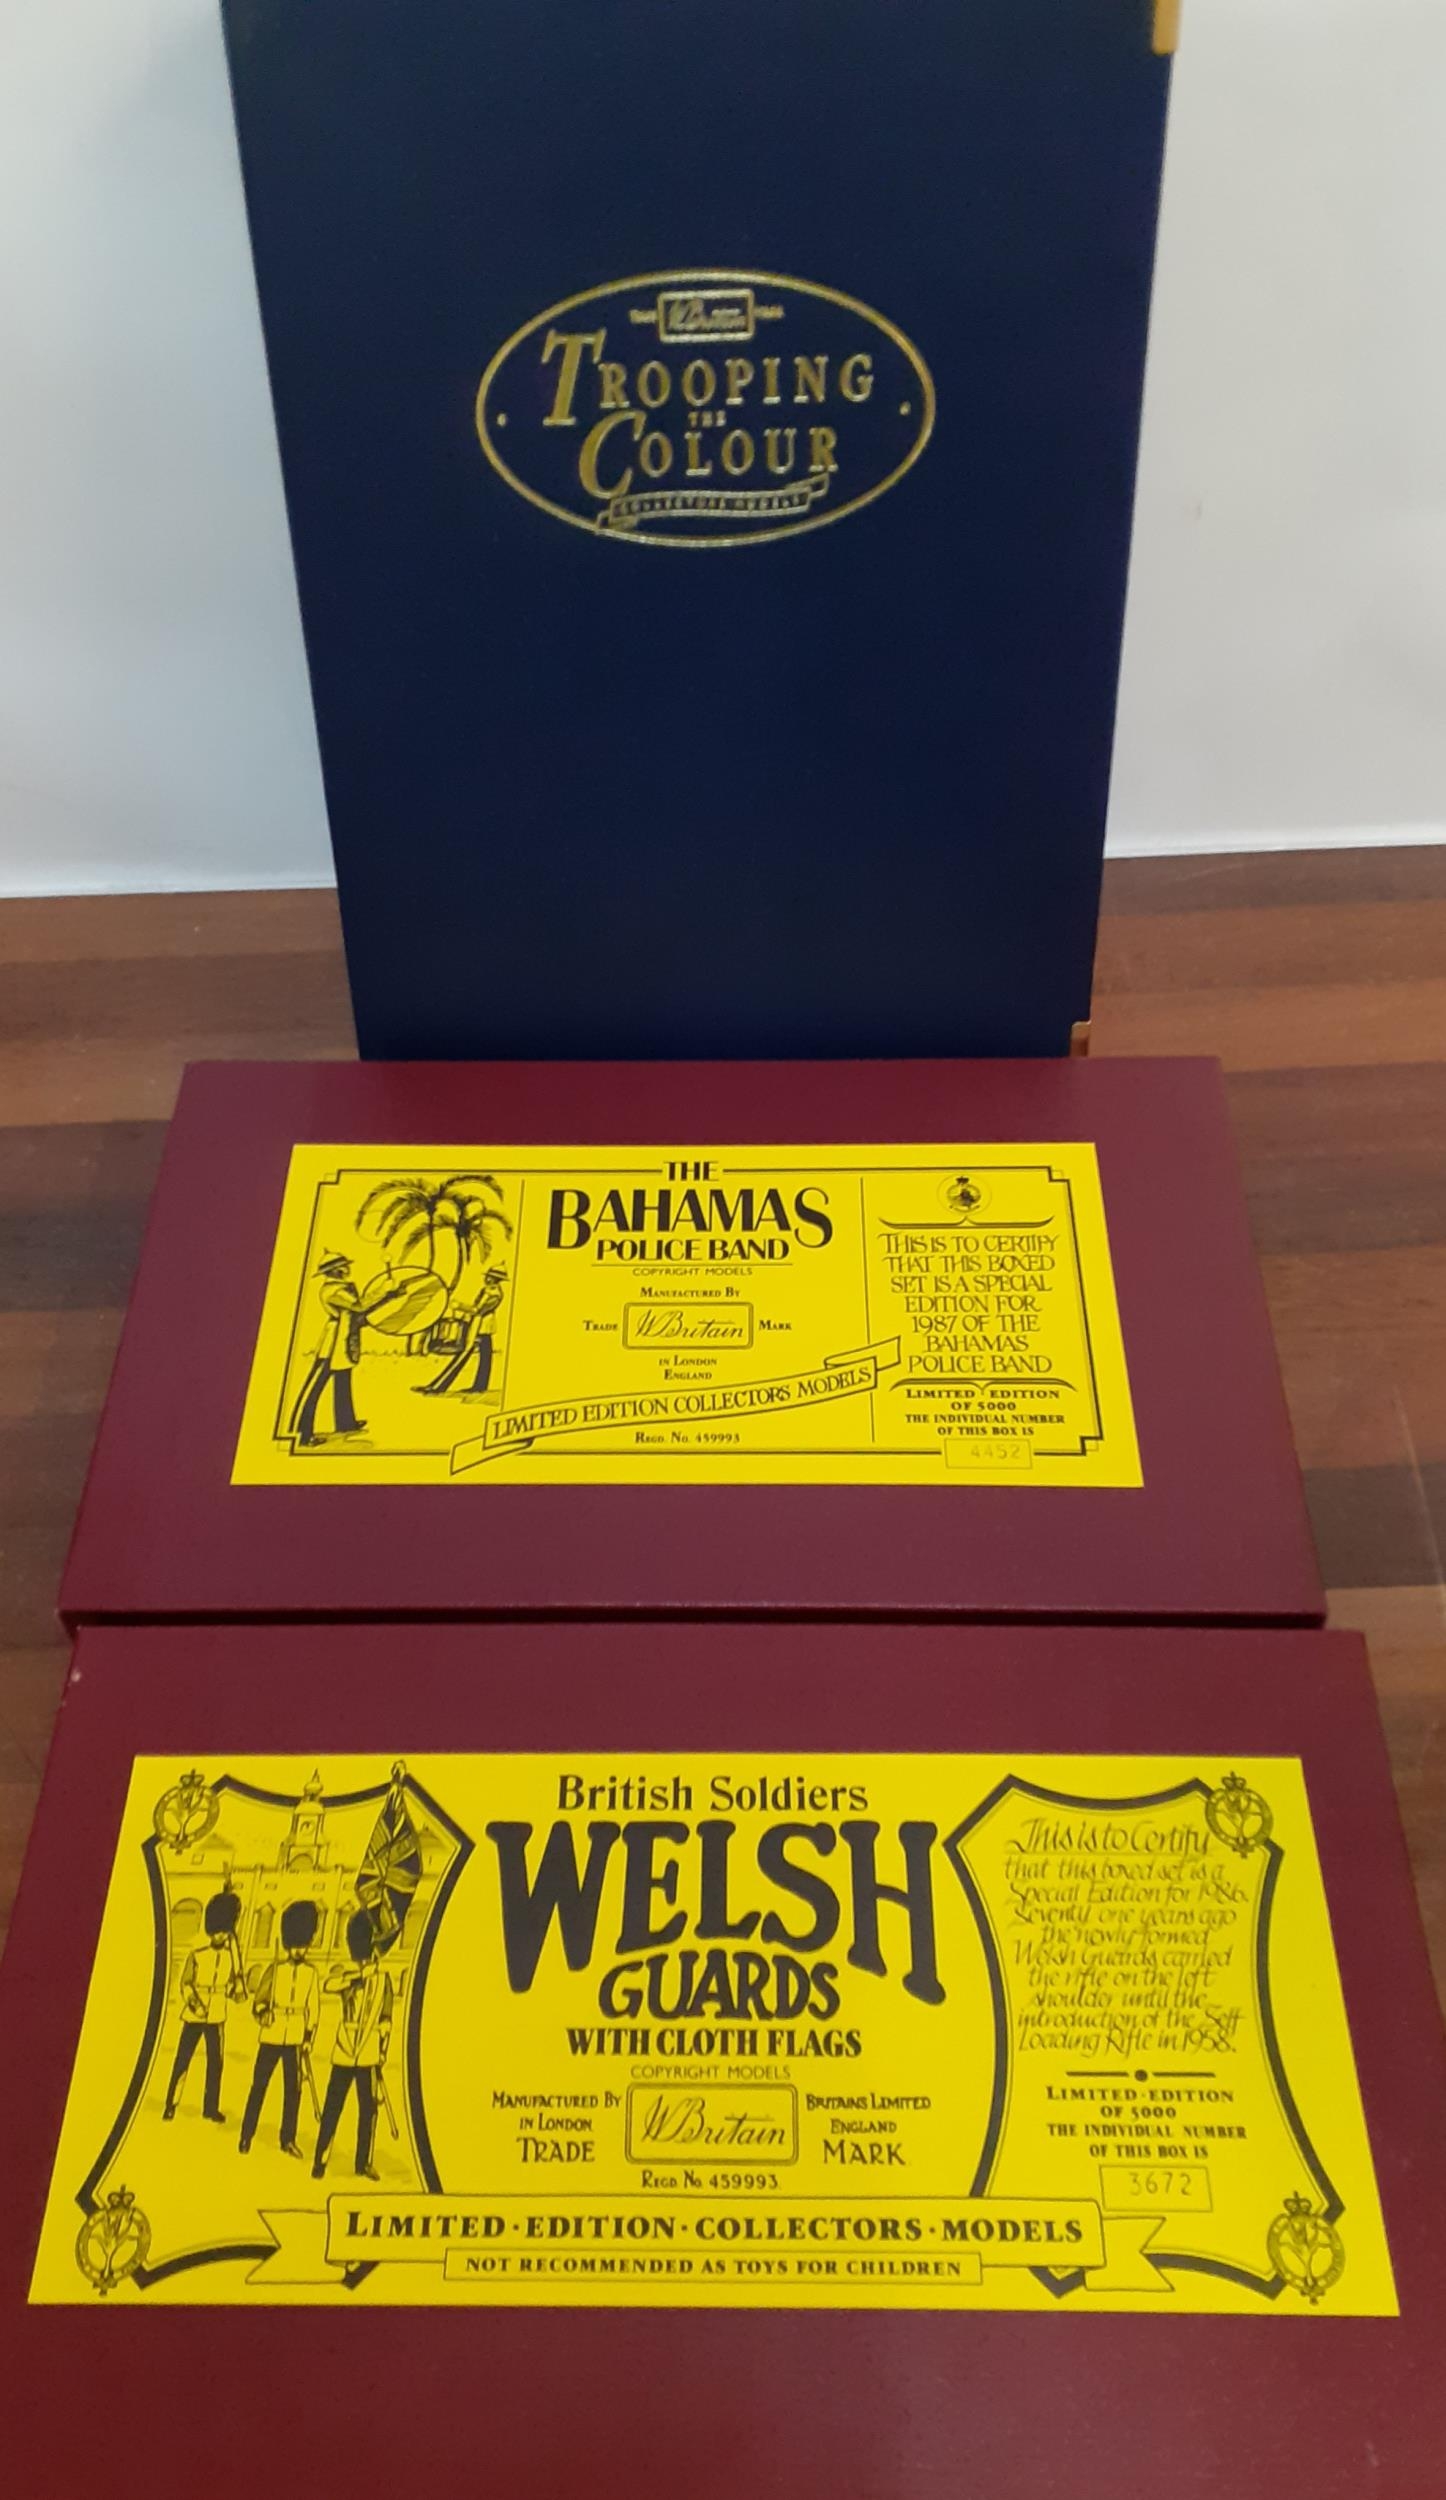 TRADE WBritain MARK
TROOPING
THE
COLOUR
COLLECTORS MODELS
THE
BAHAMAS
POLICE BAND
COPYRIGHT MODELS
MANUFACTURED BY
TRADE WBritain MARK
IN LONDON
ENGLAND
LIMITED EDITION COLLECTORS MODELS
REGD. No. 459993
THIS IS TO CERTIFY
THAT THIS BOXED
SET IS A SPECIAL
EDITION FOR
1987 OF THE
BAHAMAS
POLICE BAND
LIMITED EDITION
OF 5000
THE INDIVIDUAL NUMBER
OF THIS BOX IS
4452
British Soldiers
WELSH
GUARDS
WITH CLOTH FLAGS
COPYRIGHT MODELS
MANUFACTURED BY
IN LONDON
TRADE
WBritain
BRITAINS LIMITED
ENGLAND
MARK
REGD. No. 459993.
This is to Certify
that this boxed set is a
Special Edition for 1986.
Seventy one years ago
the newly formed
Welsh Guards carried
the rifle on the left
shoulder until the
introduction of the Self
Loading Rifle in 1958.
LIMITED · EDITION
OF 5000
THE INDIVIDUAL NUMBER
OF THIS BOX IS
3672
LIMITED · EDITION · COLLECTORS · MODELS
NOT RECOMMENDED AS TOYS FOR CHILDREN